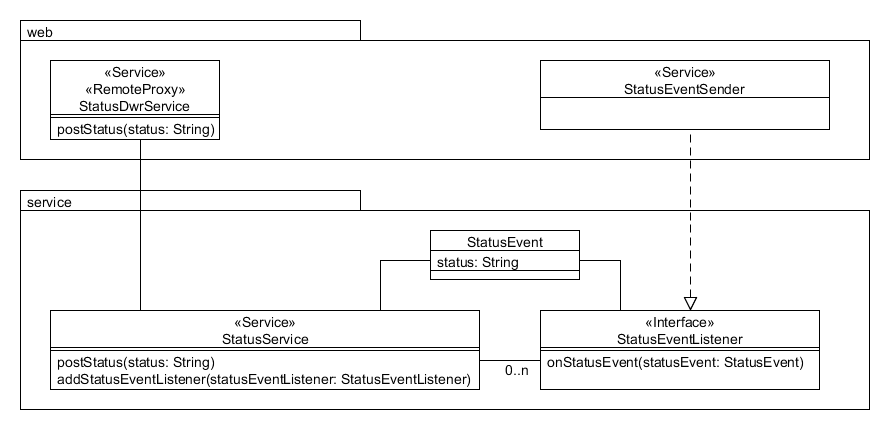 web
«Service»
«RemoteProxy»
StatusDwrService
postStatus(status: String)
«Service»
StatusEventSender
service
StatusEvent
status: String
«Service»
StatusService
postStatus(status: String)
addStatusEventListener(statusEventListener: StatusEventListener)
0..n
«Interface»
StatusEventListener
onStatusEvent(statusEvent: StatusEvent)